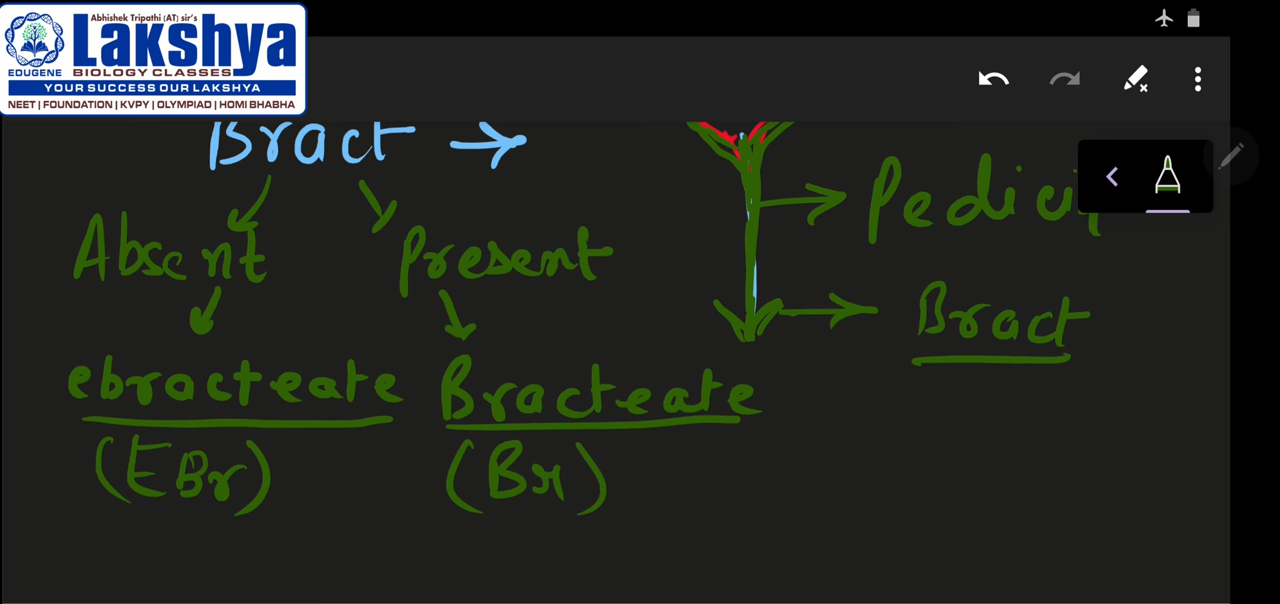 Abhishek Tripathi (AT) sir's
Lakshya
EDUGENE BIOLOGY CLASSES
YOUR SUCCESS OUR LAKSHYA
NEET | FOUNDATION | KVPY | OLYMPIAD | HOMI BHABHA
Bract →
Absent Present
→ Pedicil
→ Bract
ebracteate Bracteate
(EBr) (Br)